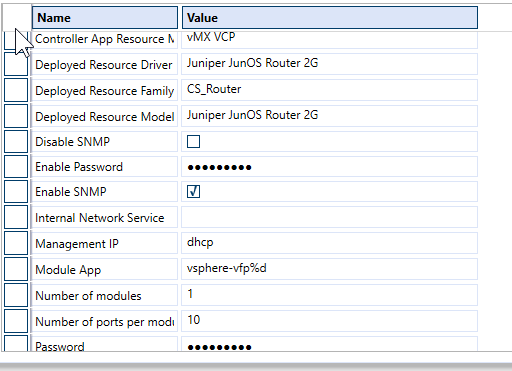 Name Value
Controller App Resource M vMX VCP
Deployed Resource Driver Juniper JunOS Router 2G
Deployed Resource Family CS_Router
Deployed Resource Model Juniper JunOS Router 2G
Disable SNMP
Enable Password ●●●●●●●●●
Enable SNMP
Internal Network Service
Management IP dhcp
Module App vsphere-vfp%d
Number of modules 1
Number of ports per modu 10
Password ●●●●●●●●●